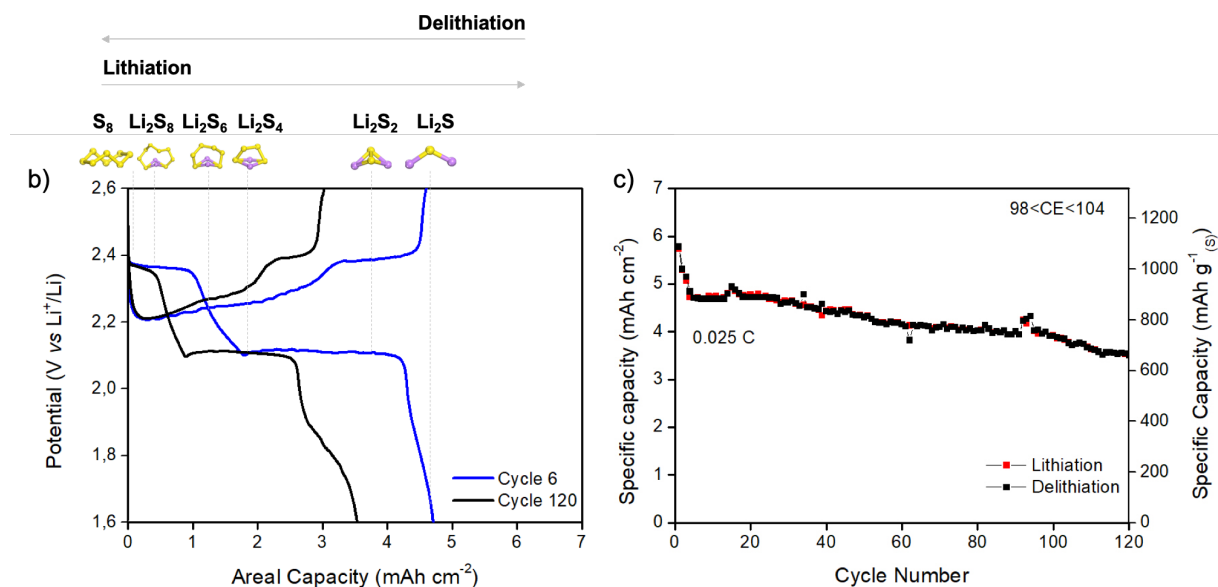 Delithiation
Lithiation
S8 Li2S8 Li2S6 Li2S4 Li2S2 Li2S
b)
2,6
2,4
2,2
2,0
1,8
1,6
Potential (V vs Li+/Li)
Cycle 6
Cycle 120
0 1 2 3 4 5 6 7
Areal Capacity (mAh cm-2)
c)
7
6
5
4
3
2
1
0
Specific capacity (mAh cm-2)
98<CE<104
0.025 C
Lithiation
Delithiation
1200
1000
800
600
400
200
0
Specific Capacity (mAh g-1(S))
0 20 40 60 80 100 120
Cycle Number